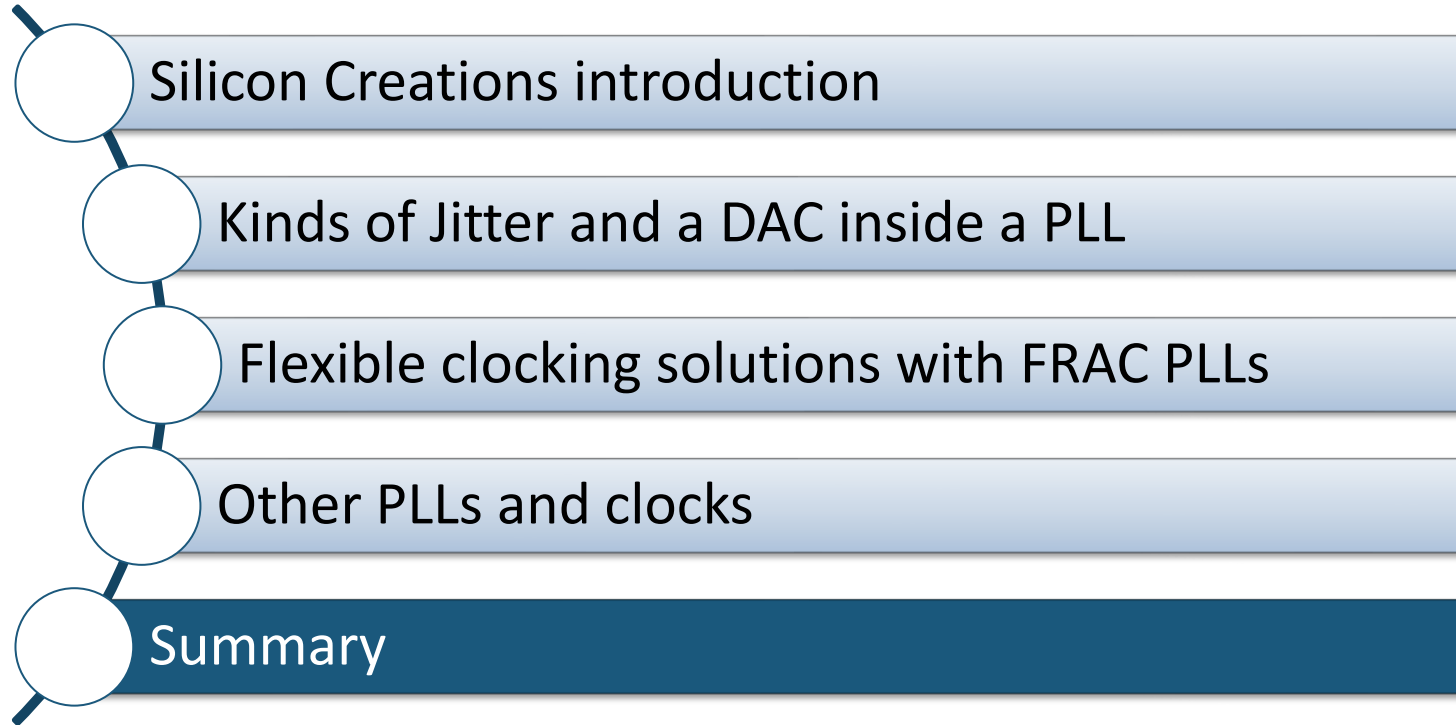 Silicon Creations introduction
Kinds of Jitter and a DAC inside a PLL
Flexible clocking solutions with FRAC PLLs
Other PLLs and clocks
Summary